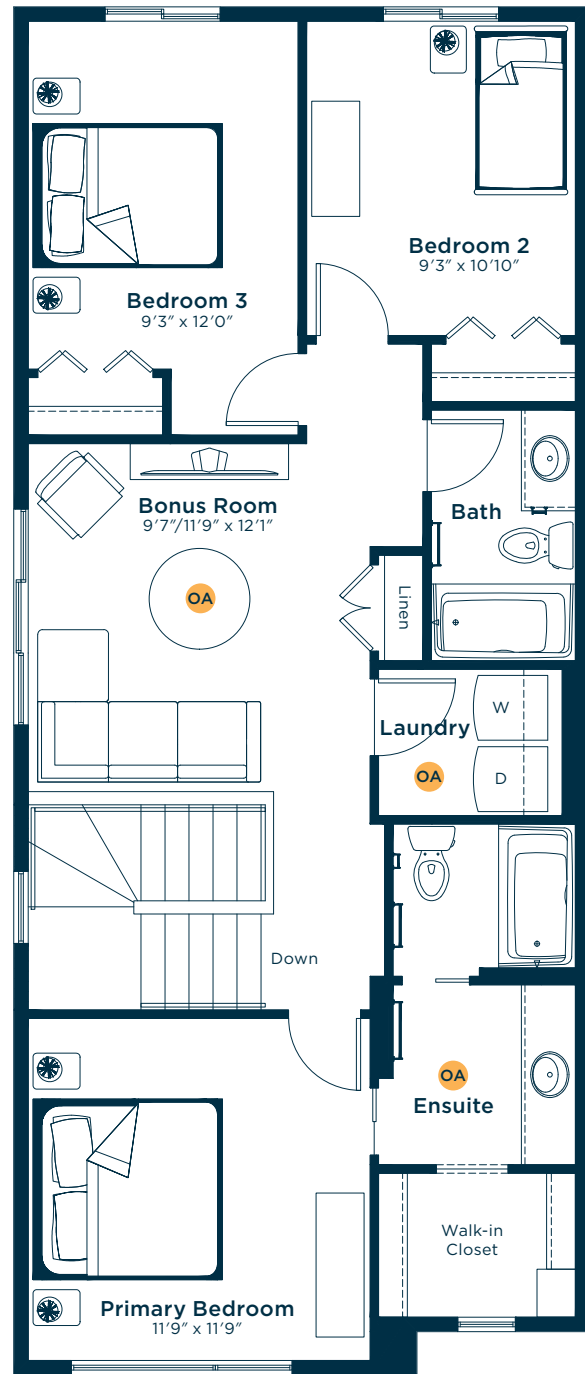 Bedroom 2
9'3" x 10'10"
Bedroom 3
9'3" x 12'0"
Bonus Room
9'7"/11'9" x 12'1"
Bath
OA
Linen
W
Laundry
OA
D
Down
OA
Ensuite
Walk-in
Closet
Primary Bedroom
11'9" x 11'9"